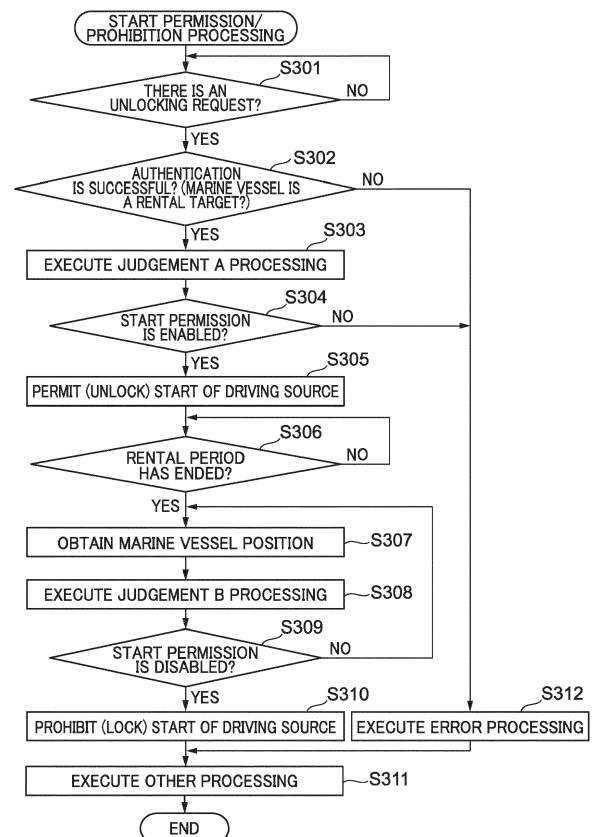 START PERMISSION/
PROHIBITION PROCESSING
S301
THERE IS AN
UNLOCKING REQUEST?
NO
YES
S302
AUTHENTICATION
IS SUCCESSFUL? (MARINE VESSEL IS
A RENTAL TARGET?)
NO
YES
S303
EXECUTE JUDGEMENT A PROCESSING
S304
START PERMISSION
IS ENABLED?
NO
YES
S305
PERMIT (UNLOCK) START OF DRIVING SOURCE
S306
RENTAL PERIOD
HAS ENDED?
NO
YES
OBTAIN MARINE VESSEL POSITION
S307
EXECUTE JUDGEMENT B PROCESSING
S308
S309
START PERMISSION
IS DISABLED?
NO
YES
S310
PROHIBIT (LOCK) START OF DRIVING SOURCE
S312
EXECUTE ERROR PROCESSING
EXECUTE OTHER PROCESSING
S311
END